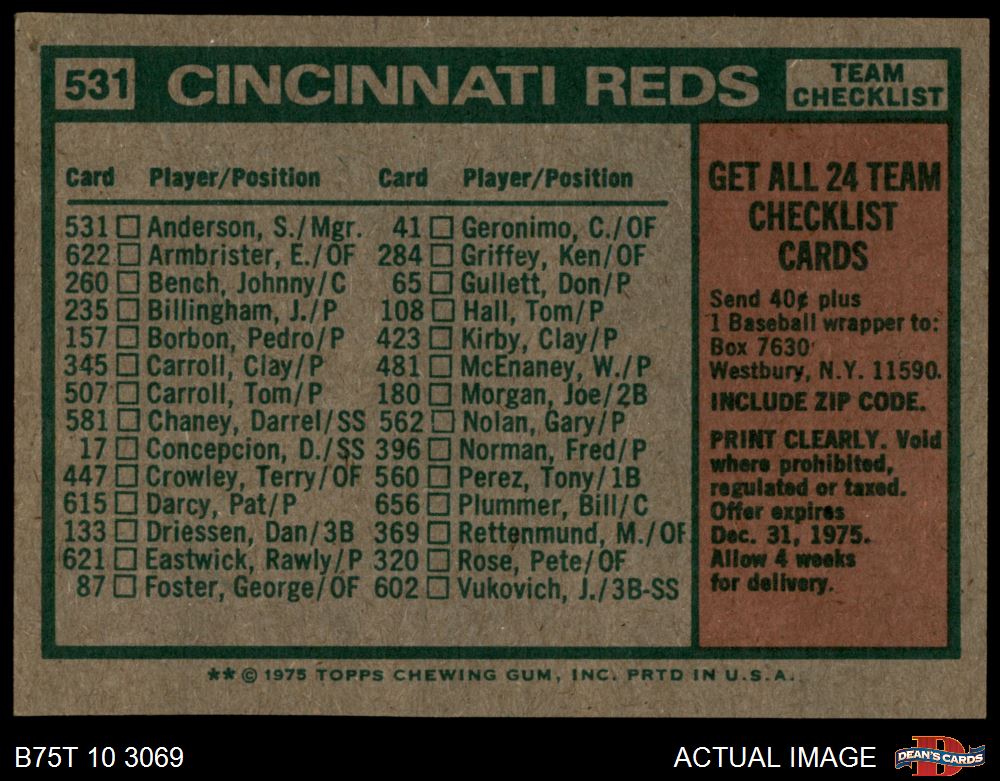 531 CINCINNATI REDS TEAM CHECKLIST
Card Player/Position Card Player/Position
531 Anderson, S./Mgr. 41 Geronimo, C./OF
622 Armbrister, E./OF 284 Griffey, Ken/OF
260 Bench, Johnny/C 65 Gullett, Don/P
235 Billingham, J./P 108 Hall, Tom/P
157 Borbon, Pedro/P 423 Kirby, Clay/P
345 Carroll, Clay/P 481 McEnaney, W./P
507 Carroll, Tom/P 180 Morgan, Joe/2B
581 Chaney, Darrel/SS 562 Nolan, Gary/P
17 Concepcion, D./SS 396 Norman, Fred/P
447 Crowley, Terry/OF 560 Perez, Tony/1B
615 Darcy, Pat/P 656 Plummer, Bill/C
133 Driessen, Dan/3B 369 Rettenmund, M./OF
621 Eastwick, Rawly/P 320 Rose, Pete/OF
87 Foster, George/OF 602 Vukovich, J./3B-SS
GET ALL 24 TEAM
CHECKLIST
CARDS
Send 40¢ plus
1 Baseball wrapper to:
Box 7630
Westbury, N.Y. 11590.
INCLUDE ZIP CODE.
PRINT CLEARLY. Void
where prohibited,
regulated or taxed.
Offer expires
Dec. 31, 1975.
Allow 4 weeks
for delivery.
** © 1975 TOPPS CHEWING GUM, INC. PRTD IN U.S.A.
B75T 10 3069 ACTUAL IMAGE D DEAN'S CARDS